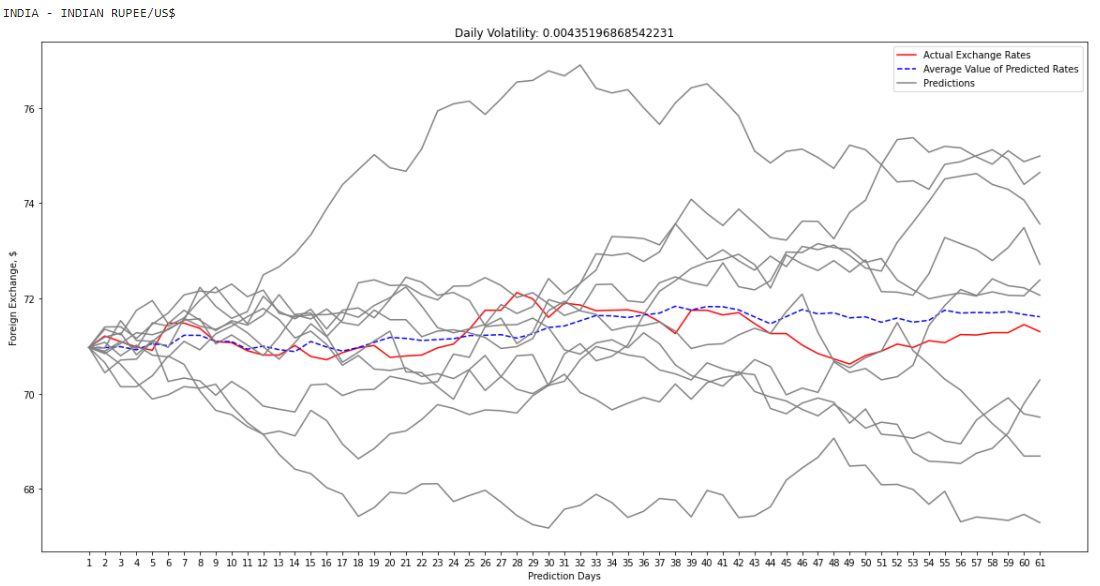 INDIA - INDIAN RUPEE/US$
Daily Volatility: 0.00435196868542231
Actual Exchange Rates
Average Value of Predicted Rates
Predictions
76
74
72
70
68
Foreign Exchange, $
1 2 3 4 5 6 7 8 9 10 11 12 13 14 15 16 17 18 19 20 21 22 23 24 25 26 27 28 29 30 31 32 33 34 35 36 37 38 39 40 41 42 43 44 45 46 47 48 49 50 51 52 53 54 55 56 57 58 59 60 61
Prediction Days